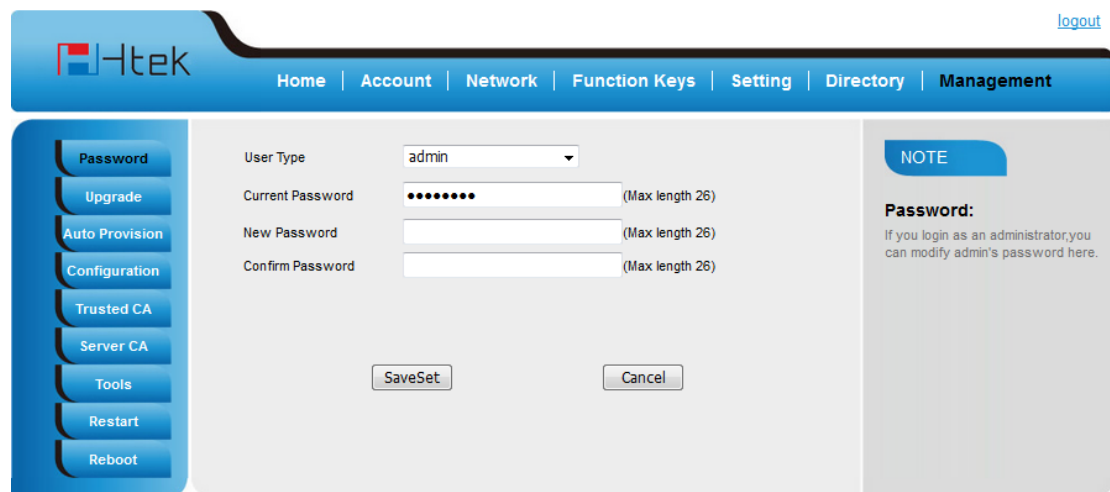 logout
Htek
Home | Account | Network | Function Keys | Setting | Directory | Management
Password
Upgrade
Auto Provision
Configuration
Trusted CA
Server CA
Tools
Restart
Reboot
User Type admin
Current Password •••••••• (Max length 26)
New Password (Max length 26)
Confirm Password (Max length 26)
SaveSet Cancel
NOTE
Password:
If you login as an administrator,you
can modify admin's password here.